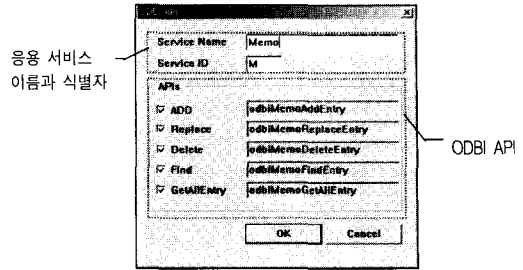 Service Name Memo
응용 서비스
이름과 식별자
Service ID M
APIs
ADD odbiMemoAddEntry
Replace odbiMemoReplaceEntry
Delete odbiMemoDeleteEntry
ODBI API
Find odbiMemoFindEntry
GetAllEntry odbiMemoGetAllEntry
OK Cancel